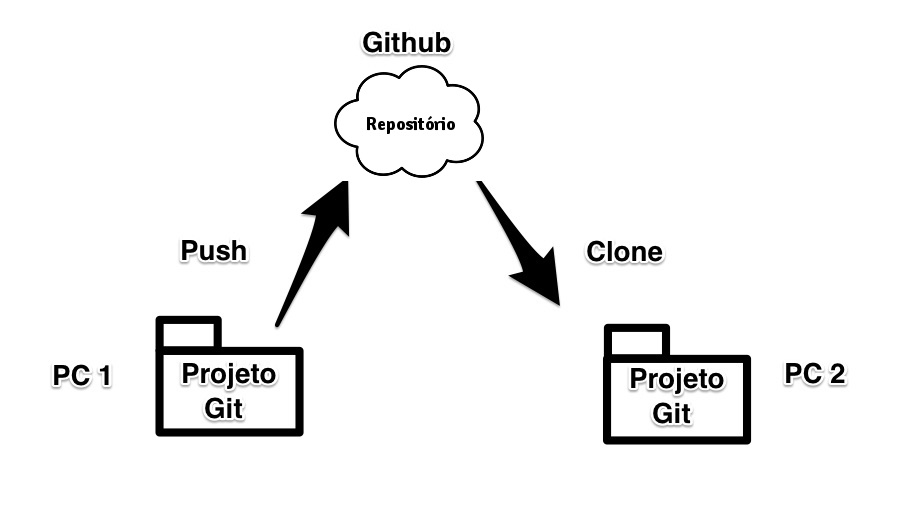 Github
Repositório
Push
Clone
PC 1
Projeto
Git
Projeto
Git
PC 2